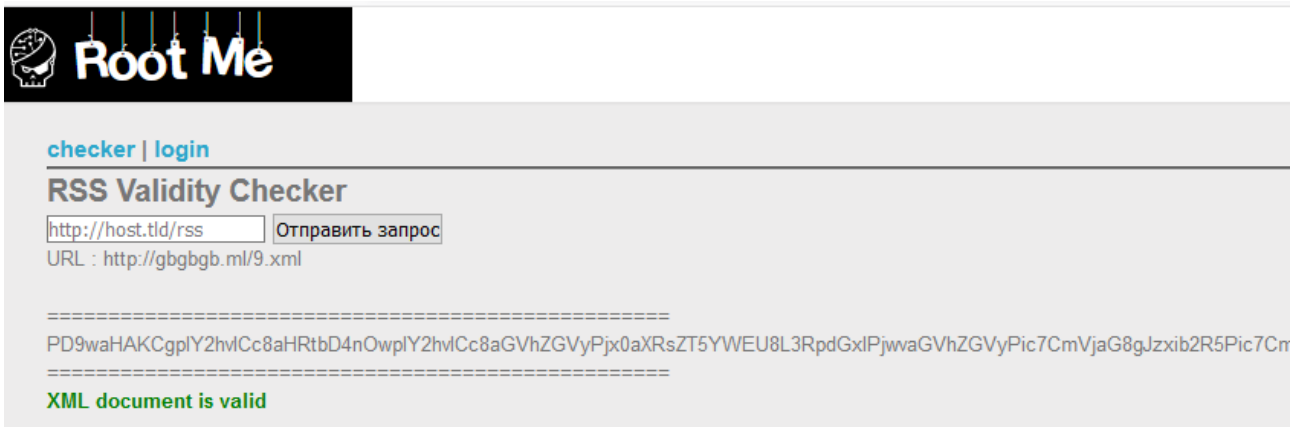 Root Me
checker | login
RSS Validity Checker
http://host.tld/rss Отправить запрос
URL : http://gbgbgb.ml/9.xml
===================================================
PD9waHAKCgplY2hvICc8aHRtbD4nOwplY2hvICc8aGVhZGVyPjx0aXRsZT5YWEU8L3RpdGxlPjwvaGVhZGVyPic7CmVjaG8gJzxib2R5Pic7Cm
===================================================
XML document is valid